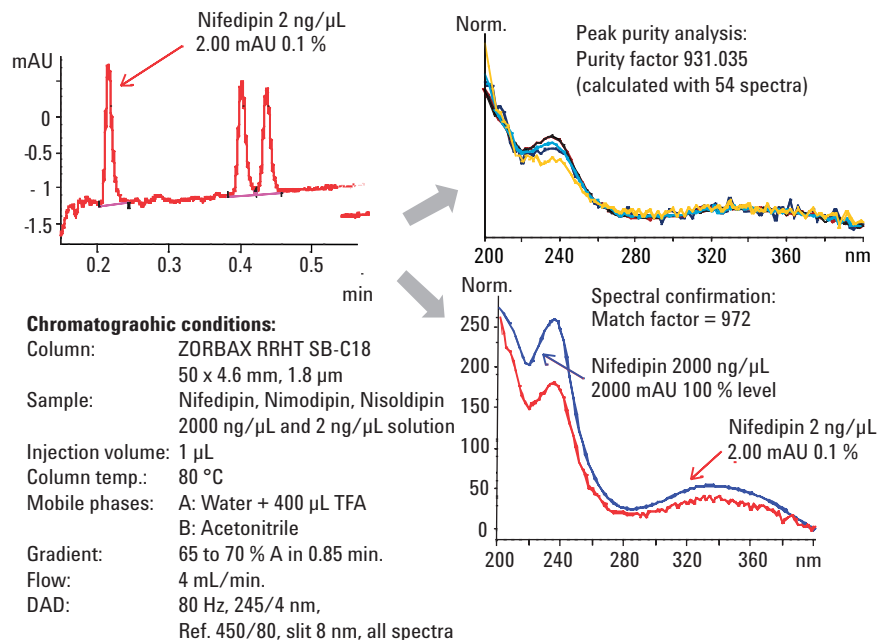 Nifedipin 2 ng/µL
2.00 mAU 0.1 %
mAU
0
-0.5
- 1
-1.5
0.2
0.4
0.5
min
Norm.
Peak purity analysis:
Purity factor 931.035
(calculated with 54 spectra)
200
240
280
320
360
nm
Chromatograohic conditions:
Column: ZORBAX RRHT SB-C18
50 x 4.6 mm, 1.8 µm
Sample: Nifedipin, Nimodipin, Nisoldipin
2000 ng/µL and 2 ng/µL solution
Injection volume: 1 µL
Column temp.: 80 °C
Mobile phases: A: Water + 400 µL TFA
B: Acetonitrile
Gradient: 65 to 70 % A in 0.85 min.
Flow: 4 mL/min.
DAD: 80 Hz, 245/4 nm,
Ref. 450/80, slit 8 nm, all spectra
Norm.
Spectral confirmation:
Match factor = 972
Nifedipin 2000 ng/µL
2000 mAU 100 % level
Nifedipin 2 ng/µL
2.00 mAU 0.1 %
250
200
150
100
50
0
200
240
280
320
360
nm